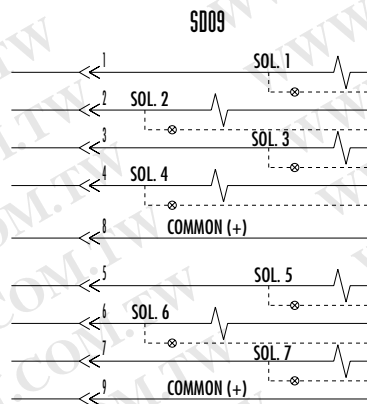 SD09
1 SOL. 1
2 SOL. 2
3 SOL. 3
4 SOL. 4
8 COMMON (+)
5 SOL. 5
6 SOL. 6
7 SOL. 7
9 COMMON (+)